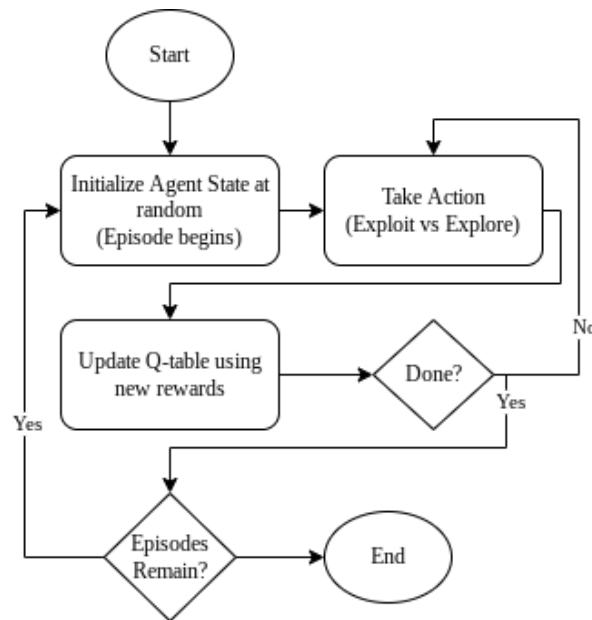 Start
Initialize Agent State at
random
(Episode begins)
Take Action
(Exploit vs Explore)
No
Update Q-table using
new rewards
Done?
Yes
Yes
Episodes
Remain?
End